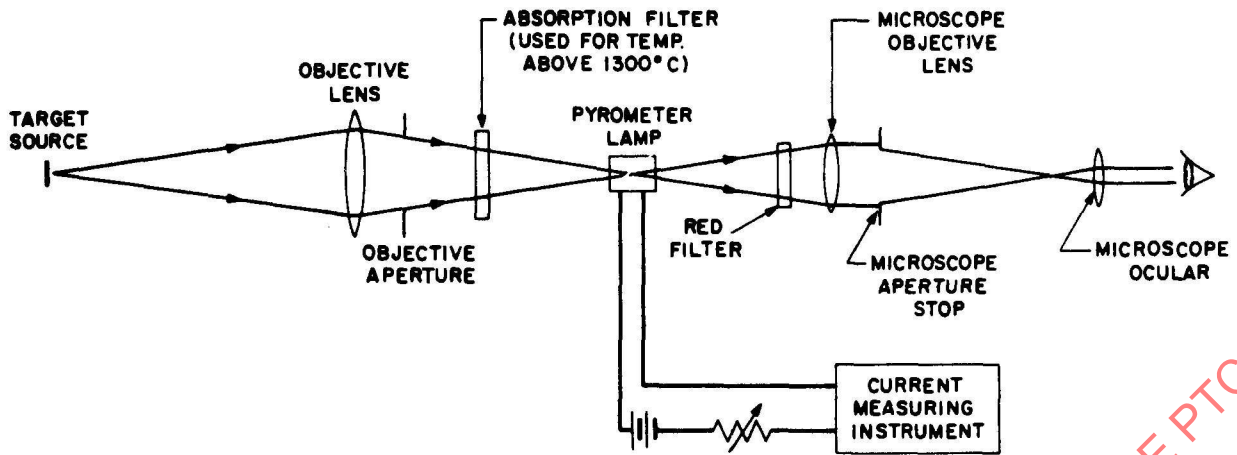 ABSORPTION FILTER
(USED FOR TEMP.
ABOVE 1300°C)
MICROSCOPE
OBJECTIVE
LENS
OBJECTIVE
LENS
PYROMETER
LAMP
TARGET
SOURCE
RED
FILTER
OBJECTIVE
APERTURE
MICROSCOPE
APERTURE
STOP
MICROSCOPE
OCULAR
CURRENT
MEASURING
INSTRUMENT
E PTC